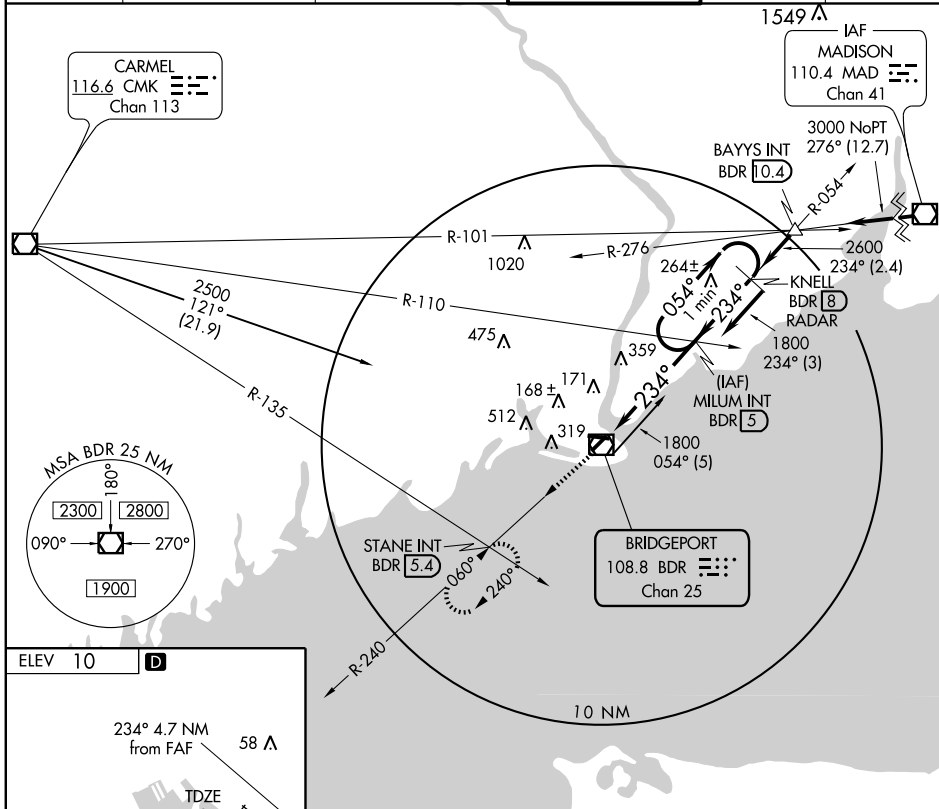 1549
CARMEL
116.6 CMK
Chan 113
IAF
MADISON
110.4 MAD
Chan 41
3000 NoPT
276° (12.7)
BAYYS INT
BDR 10.4
R-054
R-101
1020
R-276
2600
234° (2.4)
264±
054°
1 min
234°
KNELL
BDR 8
RADAR
2500
121°
(21.9)
R-110
1800
234° (3)
475
359
(IAF)
MILUM INT
BDR 5
R-135
168 ±
171
234°
512
319
1800
054° (5)
MSA BDR 25 NM
180°
2300
2800
090°
270°
1900
STANE INT
BDR 5.4
060°
240°
BRIDGEPORT
108.8 BDR
Chan 25
R-240
10 NM
ELEV 10
D
234° 4.7 NM
from FAF
58
TDZE